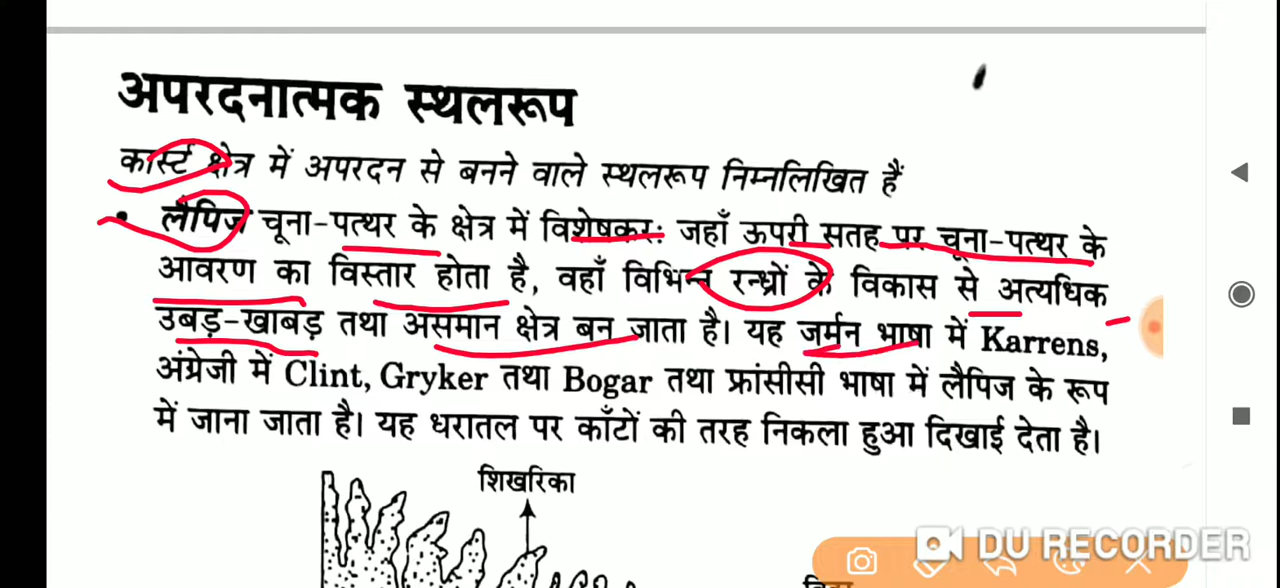 अपरदनात्मक स्थलरूप
कार्स्ट क्षेत्र में अपरदन से बनने वाले स्थलरूप निम्नलिखित हैं
• लैपिज चूना-पत्थर के क्षेत्र में विशेषकर: जहाँ ऊपरी सतह पर चूना-पत्थर के
आवरण का विस्तार होता है, वहाँ विभिन्न रन्ध्रों के विकास से अत्यधिक
उबड़-खाबड़ तथा असमान क्षेत्र बन जाता है। यह जर्मन भाषा में Karrens,
अंग्रेजी में Clint, Gryker तथा Bogar तथा फ्रांसीसी भाषा में लैपिज के रूप
में जाना जाता है। यह धरातल पर काँटों की तरह निकला हुआ दिखाई देता है।
शिखरिका
DU RECORDER